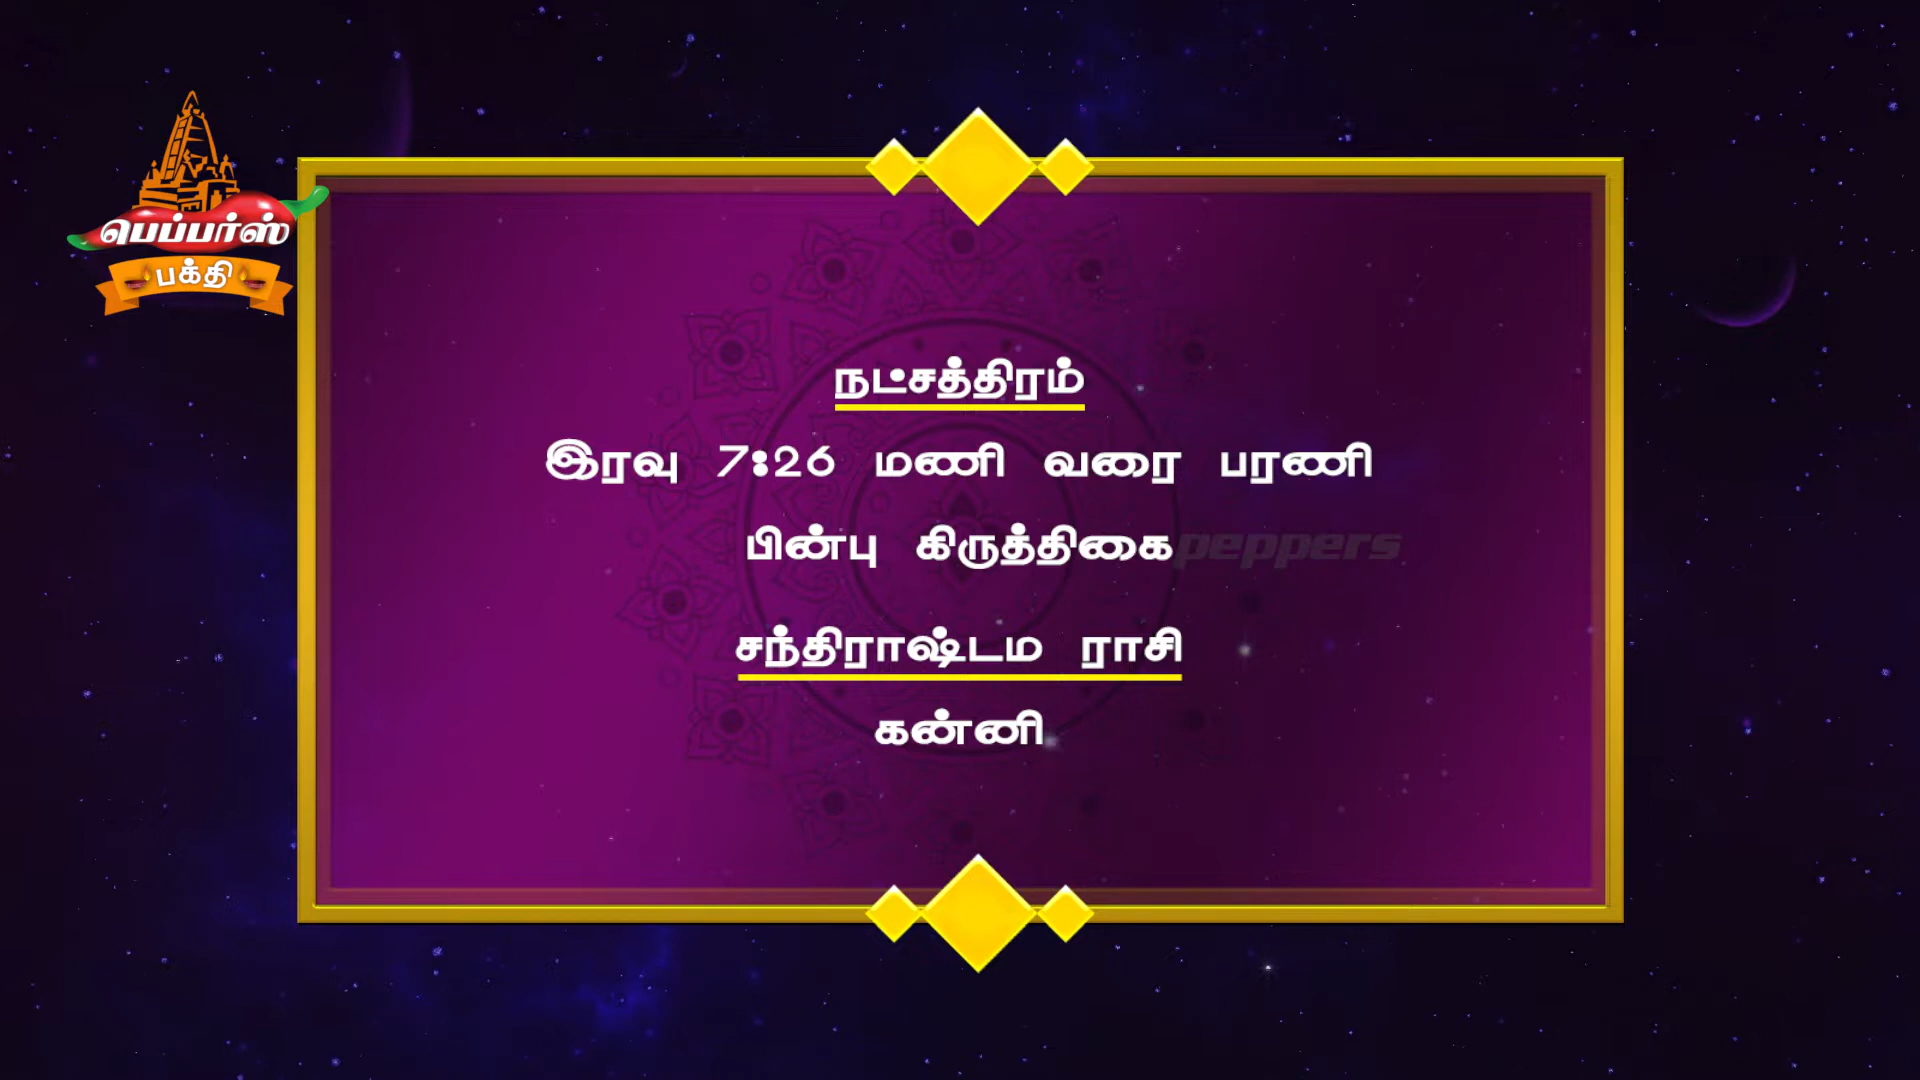 பெப்பர்ஸ்
பக்தி
நட்சத்திரம்
இரவு 7:26 மணி வரை பரணி
பின்பு கிருத்திகை
peppers
சந்திராஷ்டம ராசி
கன்னி